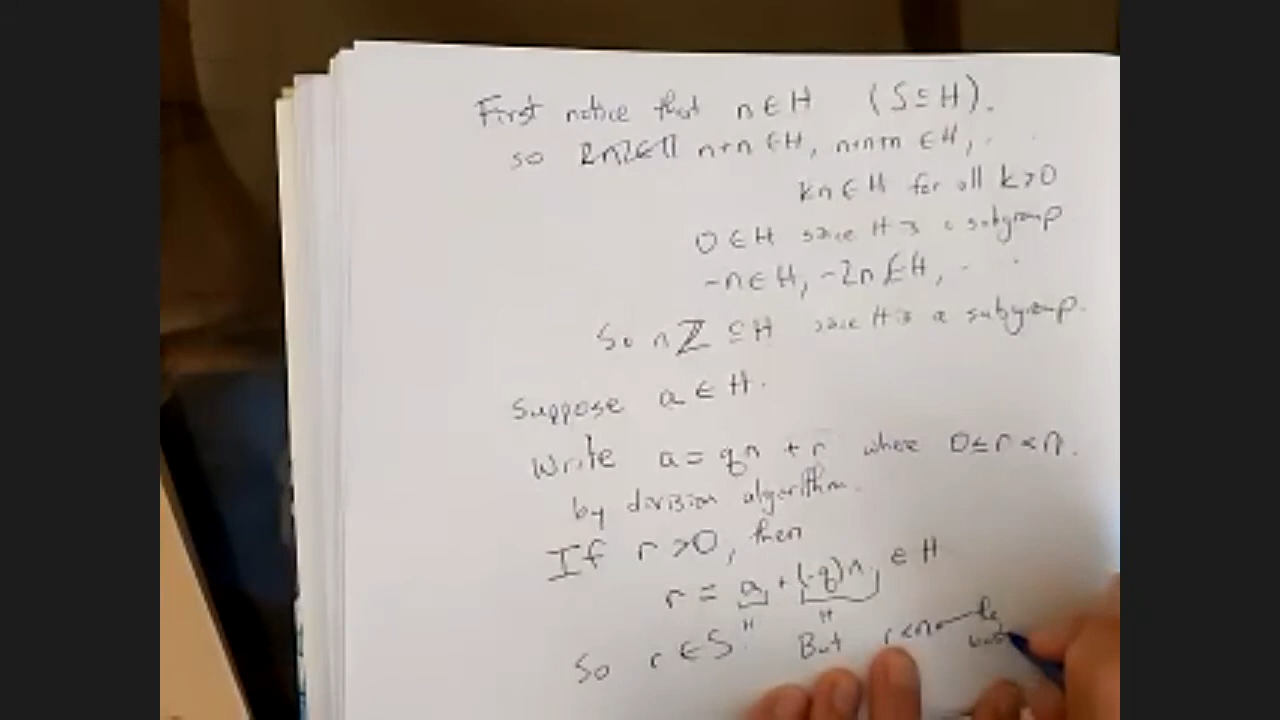 First notice that n ∈ H (S ⊆ H).
so n+n ∈ H, n+n+n ∈ H, . .
kn ∈ H for all k>0
0 ∈ H since H is a subgroup
-n ∈ H, -2n ∈ H, . .
So nℤ ⊆ H since H is a subgroup.
Suppose a ∈ H.
Write a = qn + r where 0 ≤ r < n.
by division algorithm.
If r > 0, then
r = a + (-q)n ∈ H
H H
So r ∈ S. But r < n